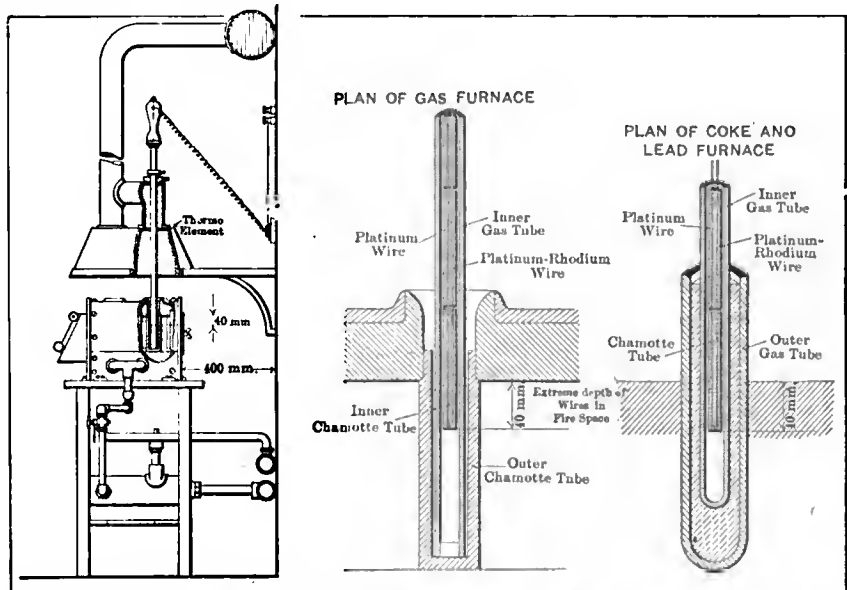 Thermo
Element
40 mm
400 mm.
PLAN OF GAS FURNACE
Platinum
Wire
Inner
Gas Tube
Platinum-Rhodium
Wire
Inner
Chamotte Tube
40 mm
Extreme depth of
Wires in
Fire Space
Outer
Chamotte Tube
PLAN OF COKE AND
LEAD FURNACE
Platinum
Wire
Inner
Gas Tube
Platinum-
Rhodium
Wire
Chamotte
Tube
Outer
Gas Tube
40 mm